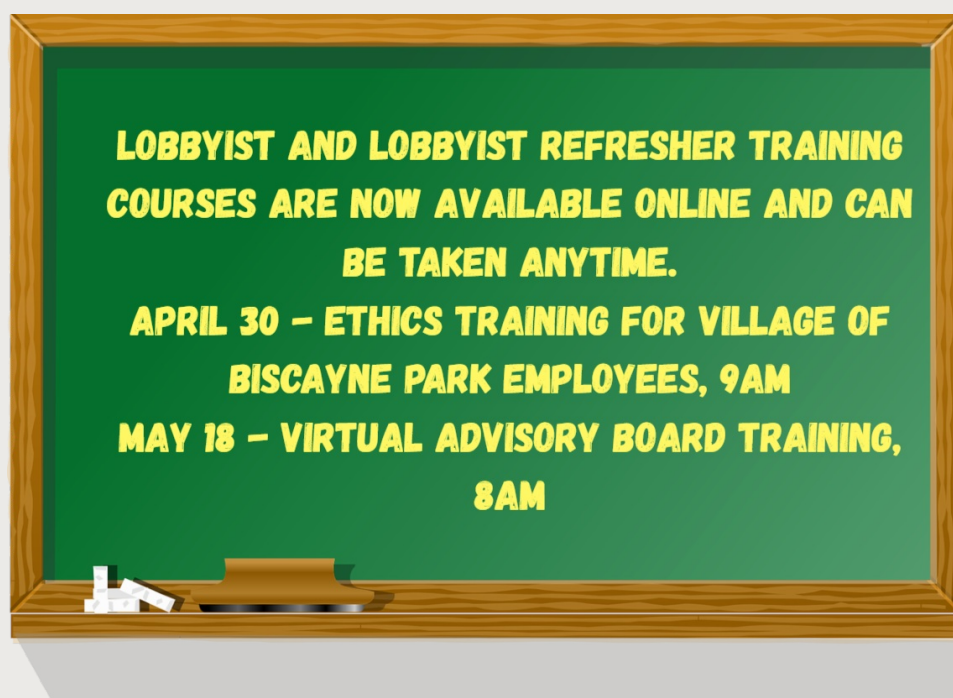 LOBBYIST AND LOBBYIST REFRESHER TRAINING
COURSES ARE NOW AVAILABLE ONLINE AND CAN
BE TAKEN ANYTIME.
APRIL 30 – ETHICS TRAINING FOR VILLAGE OF
BISCAYNE PARK EMPLOYEES, 9AM
MAY 18 – VIRTUAL ADVISORY BOARD TRAINING,
8AM